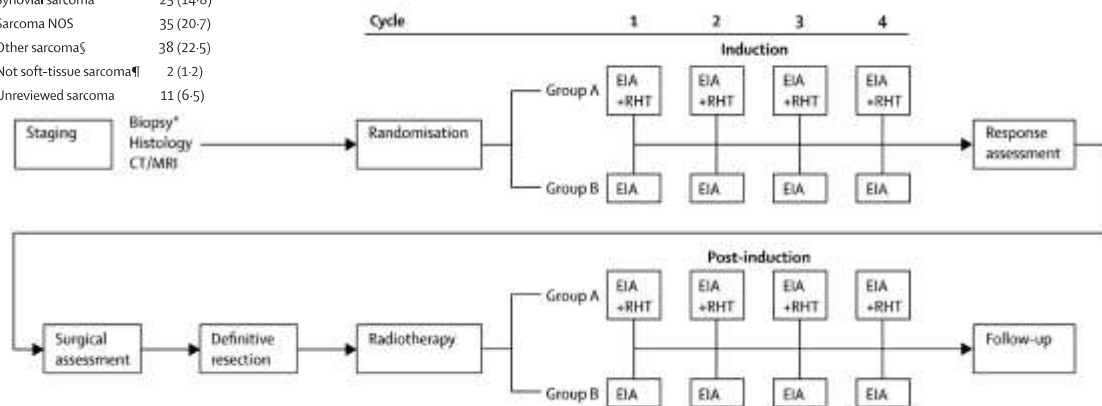 Synovial sarcoma 25 (14·8)
Sarcoma NOS 35 (20·7)
Other sarcoma§ 38 (22·5)
Not soft-tissue sarcoma¶ 2 (1·2)
Unreviewed sarcoma 11 (6·5)
Cycle 1 2 3 4
Induction
Group A
EIA +RHT
EIA +RHT
EIA +RHT
EIA +RHT
Staging
Biopsy*
Histology
CT/MRI
Randomisation
Response
assessment
Group B
EIA
EIA
EIA
EIA
Post-induction
Group A
EIA +RHT
EIA +RHT
EIA +RHT
EIA +RHT
Surgical
assessment
Definitive
resection
Radiotherapy
Follow-up
Group B
EIA
EIA
EIA
EIA